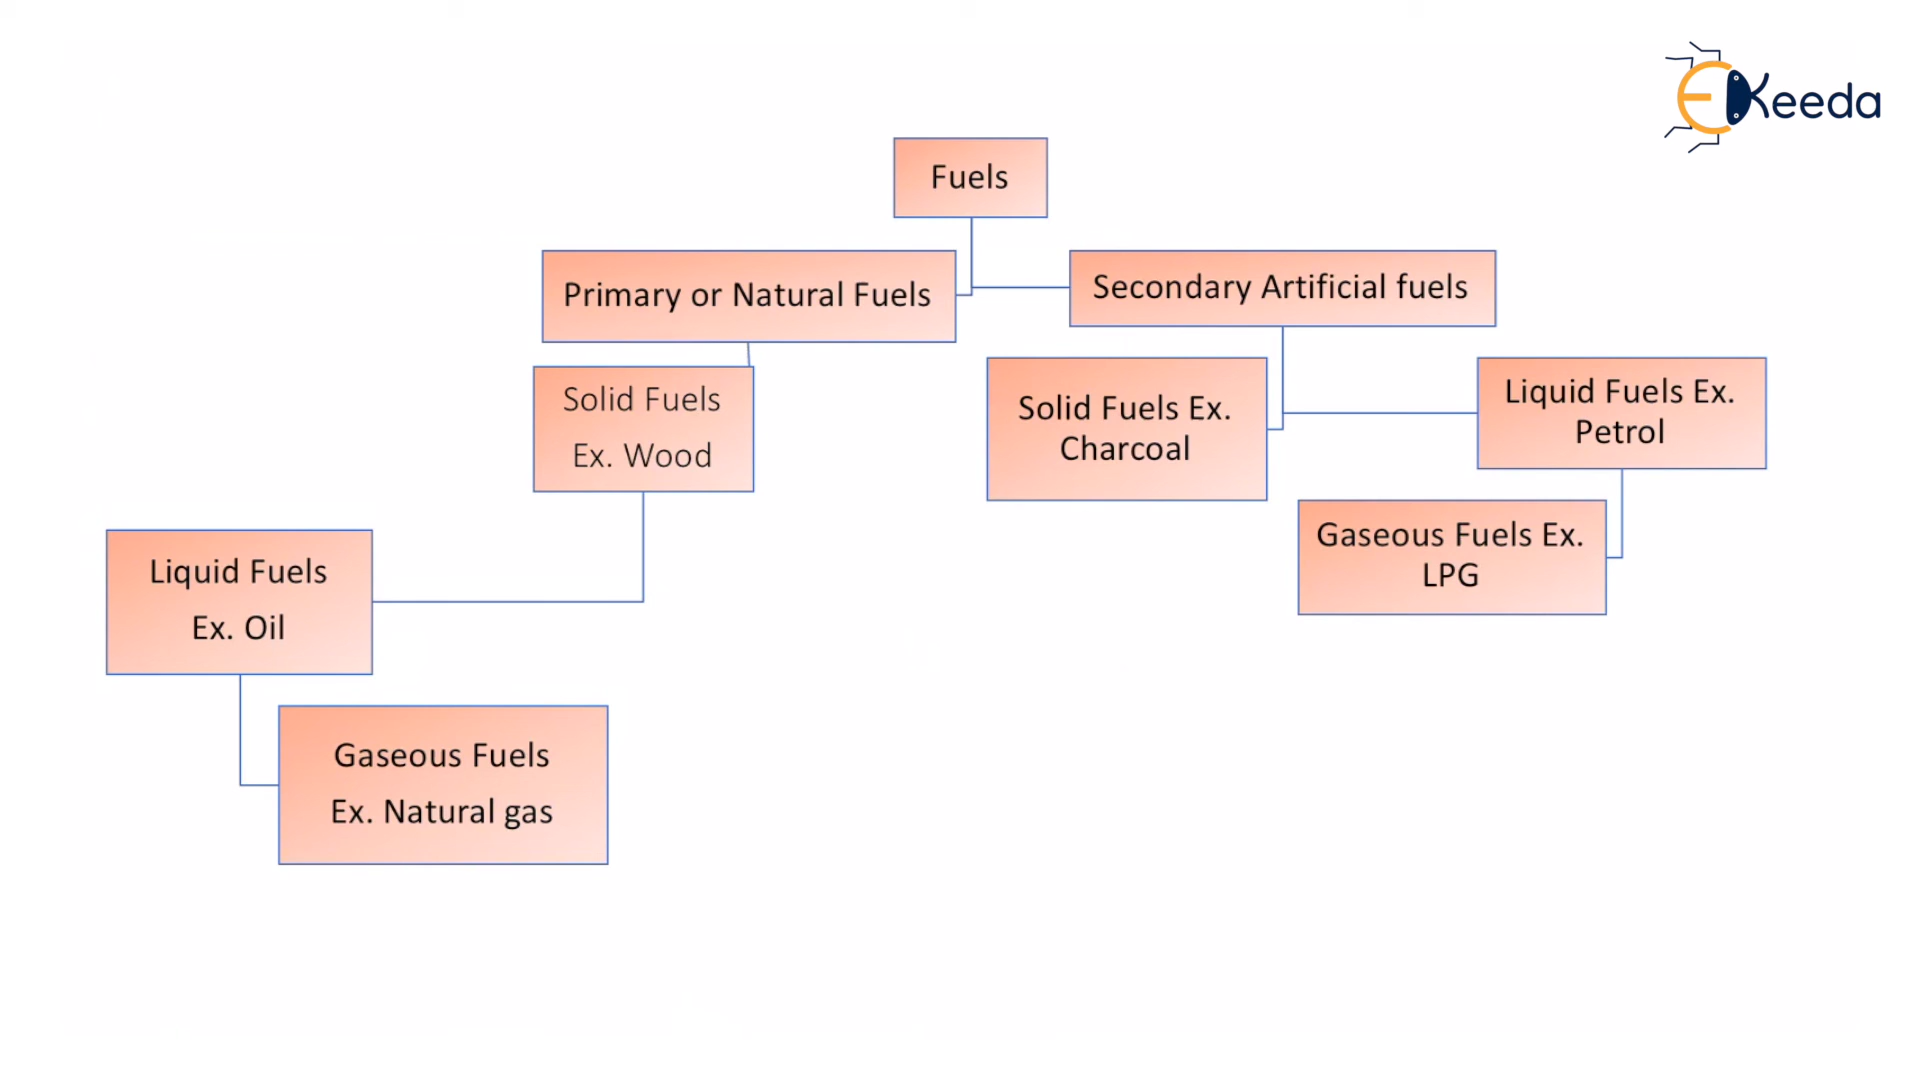 EKeeda
Fuels
Primary or Natural Fuels
Secondary Artificial fuels
Solid Fuels
Ex. Wood
Solid Fuels Ex.
Charcoal
Liquid Fuels Ex.
Petrol
Gaseous Fuels Ex.
LPG
Liquid Fuels
Ex. Oil
Gaseous Fuels
Ex. Natural gas